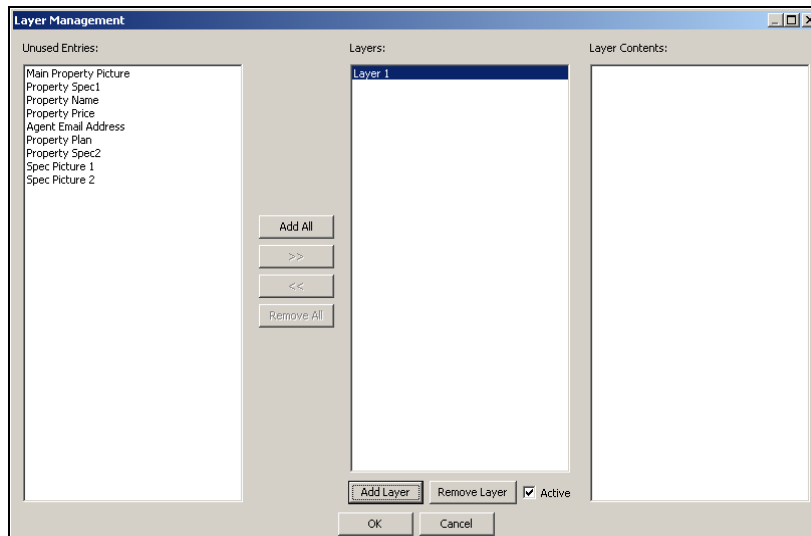 Layer Management
Unused Entries:
Layers:
Layer Contents:
Main Property Picture
Property Spec1
Property Name
Property Price
Agent Email Address
Property Plan
Property Spec2
Spec Picture 1
Spec Picture 2
Layer 1
Add All
>>
<<
Remove All
Add Layer
Remove Layer
Active
OK
Cancel